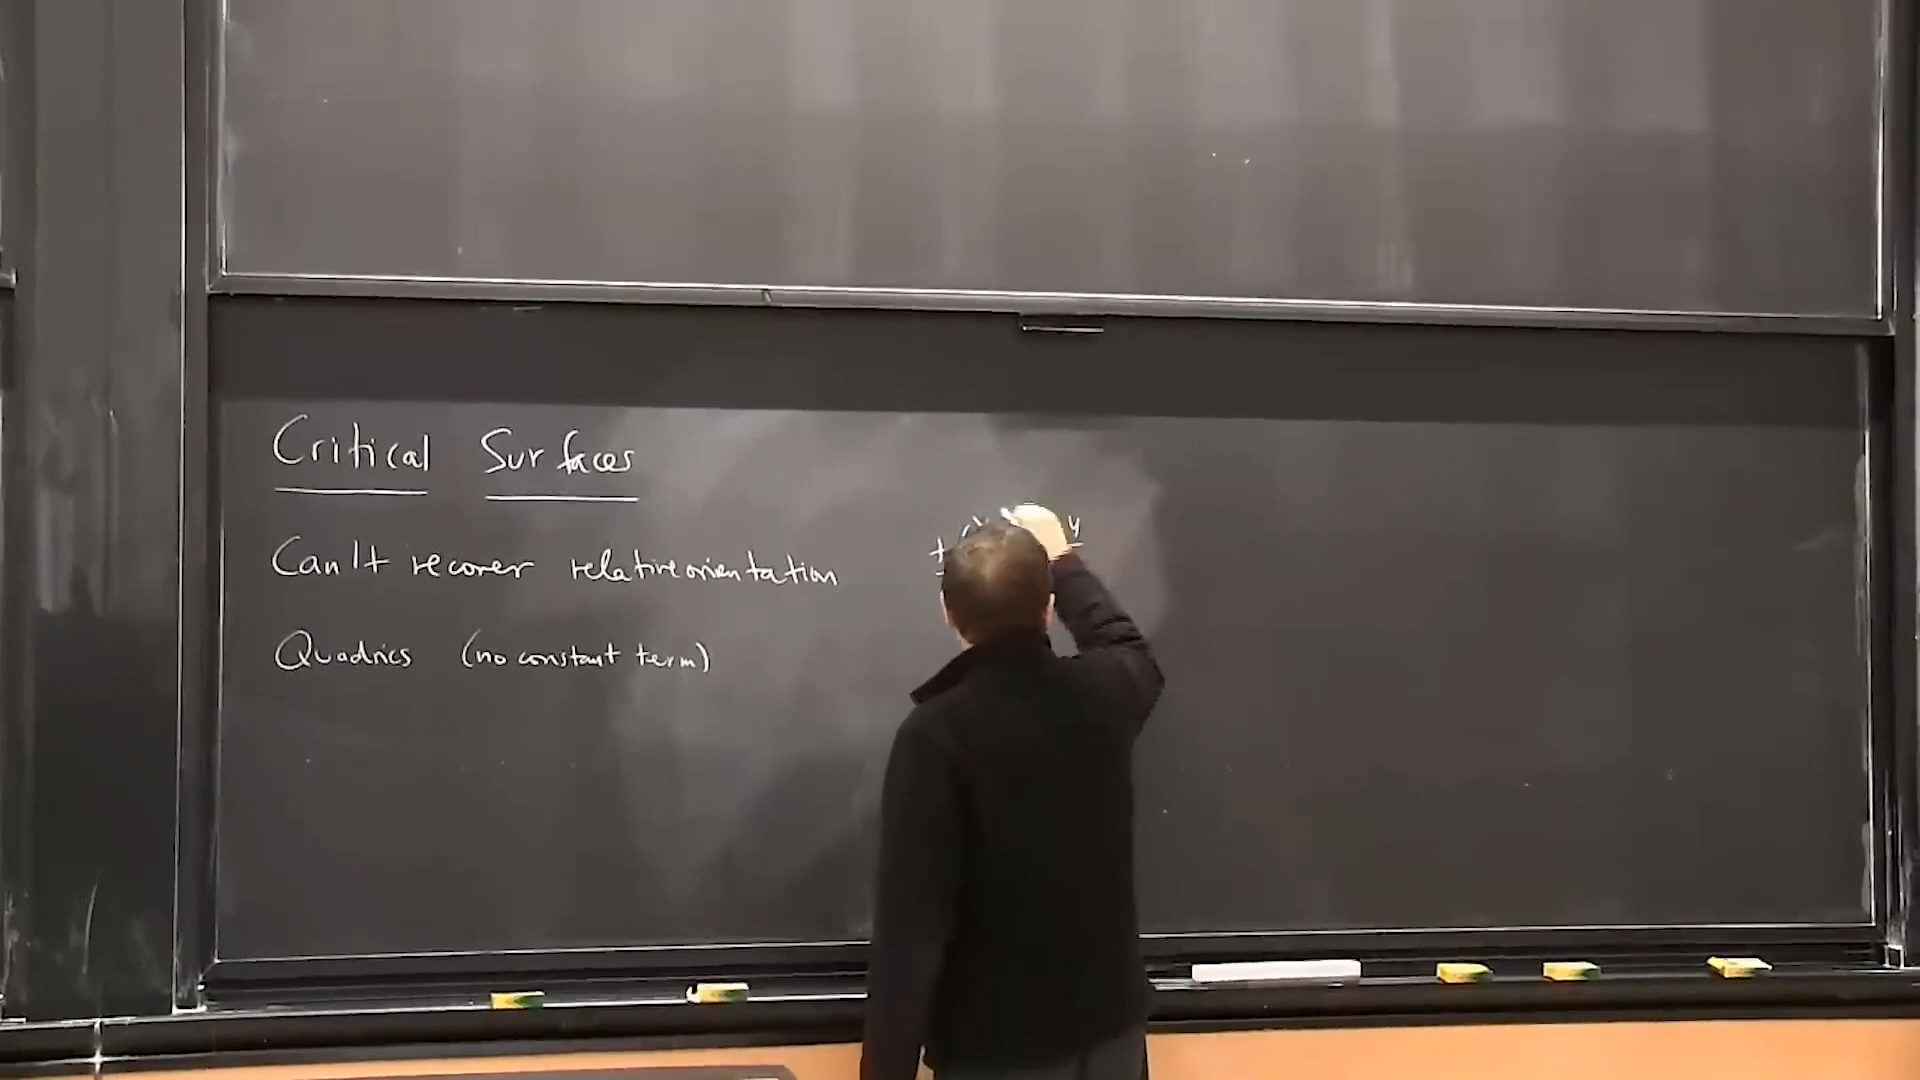 Critical Surfaces
Can't recover relative orientation
Quadrics (no constant term)
± y